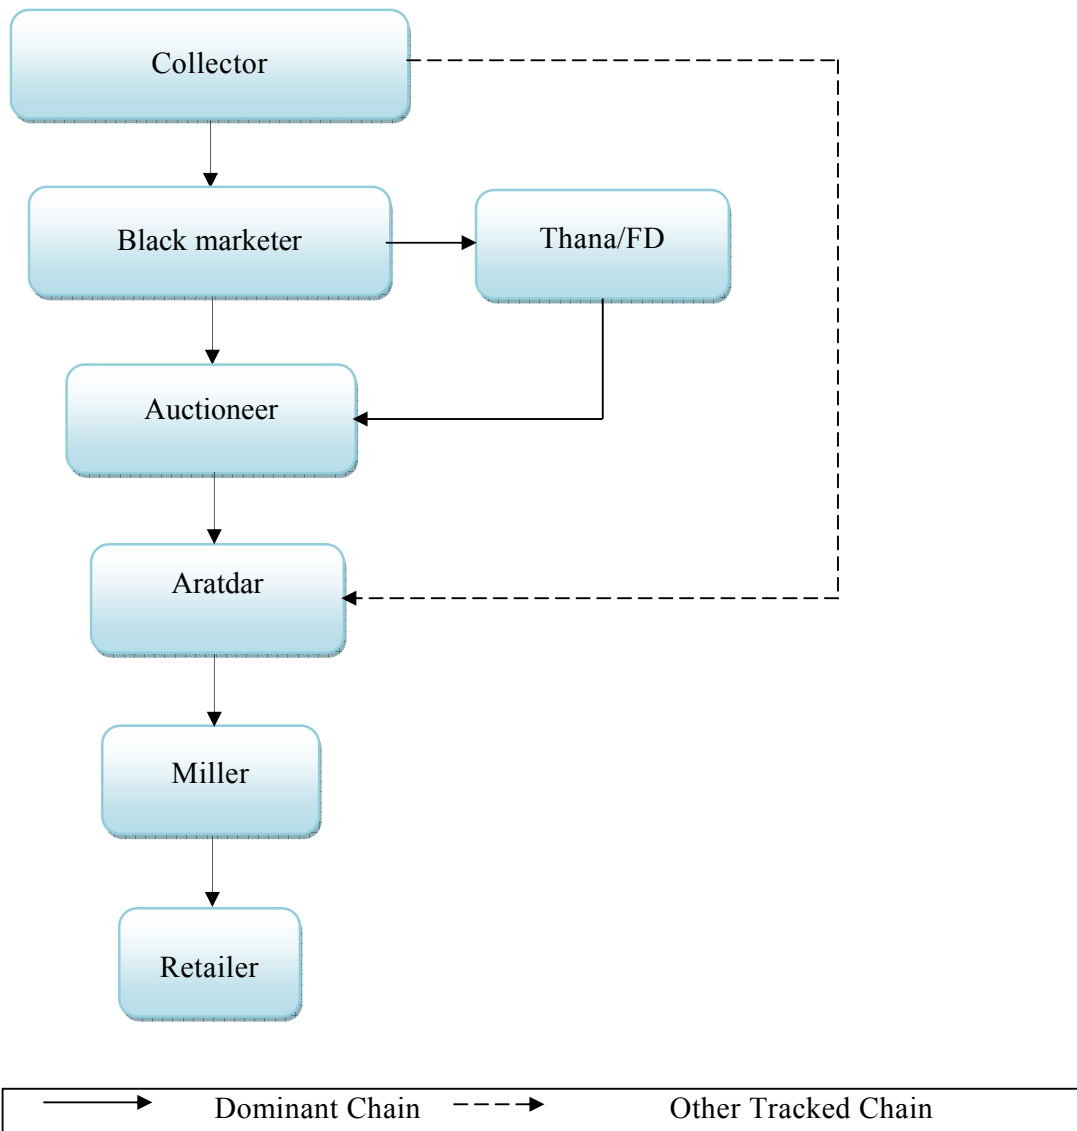 Collector
Black marketer
Thana/FD
Auctioneer
Aratdar
Miller
Retailer
Dominant Chain Other Tracked Chain